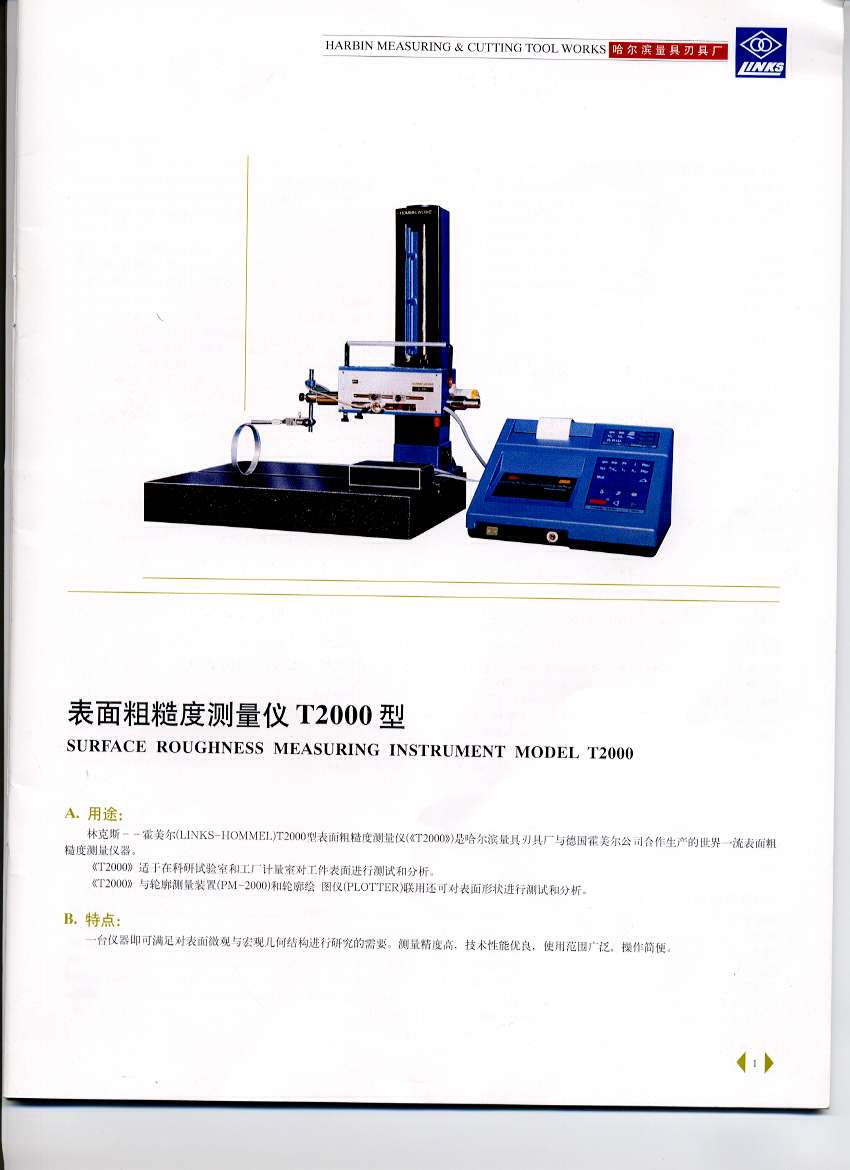 HARBIN MEASURING & CUTTING TOOL WORKS 哈尔滨量具刃具厂
LINKS
表面粗糙度测量仪 T2000 型
SURFACE ROUGHNESS MEASURING INSTRUMENT MODEL T2000
A. 用途:
林克斯--霍美尔(LINKS-HOMMEL)T2000型表面粗糙度测量仪(《T2000》)是哈尔滨量具刃具厂与德国霍美尔公司合作生产的世界一流表面粗
糙度测量仪器。
《T2000》适于在科研试验室和工厂计量室对工件表面进行测试和分析。
《T2000》与轮廓测量装置(PM-2000)和轮廓绘 图仪(PLOTTER)联用还可对表面形状进行测试和分析。
B. 特点:
一台仪器即可满足对表面微观与宏观几何结构进行研究的需要。测量精度高，技术性能优良，使用范围广泛，操作简便。
1